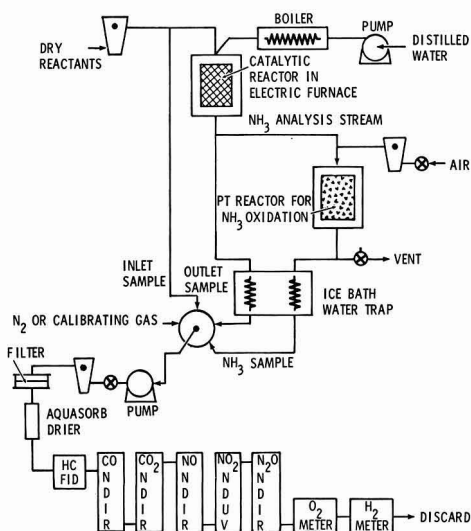 BOILER
PUMP
DRY
REACTANTS
DISTILLED
WATER
CATALYTIC
REACTOR IN
ELECTRIC FURNACE
NH3 ANALYSIS STREAM
AIR
PT REACTOR FOR
NH3 OXIDATION
VENT
INLET
SAMPLE
OUTLET
SAMPLE
ICE BATH
WATER TRAP
N2 OR CALIBRATING GAS
FILTER
NH3 SAMPLE
PUMP
AQUASORB
DRIER
HC
FID
CO
NDIR
CO2
NDIR
NO
NDIR
NO2
NDUV
N2O
NDIR
O2
METER
H2
METER
DISCARD